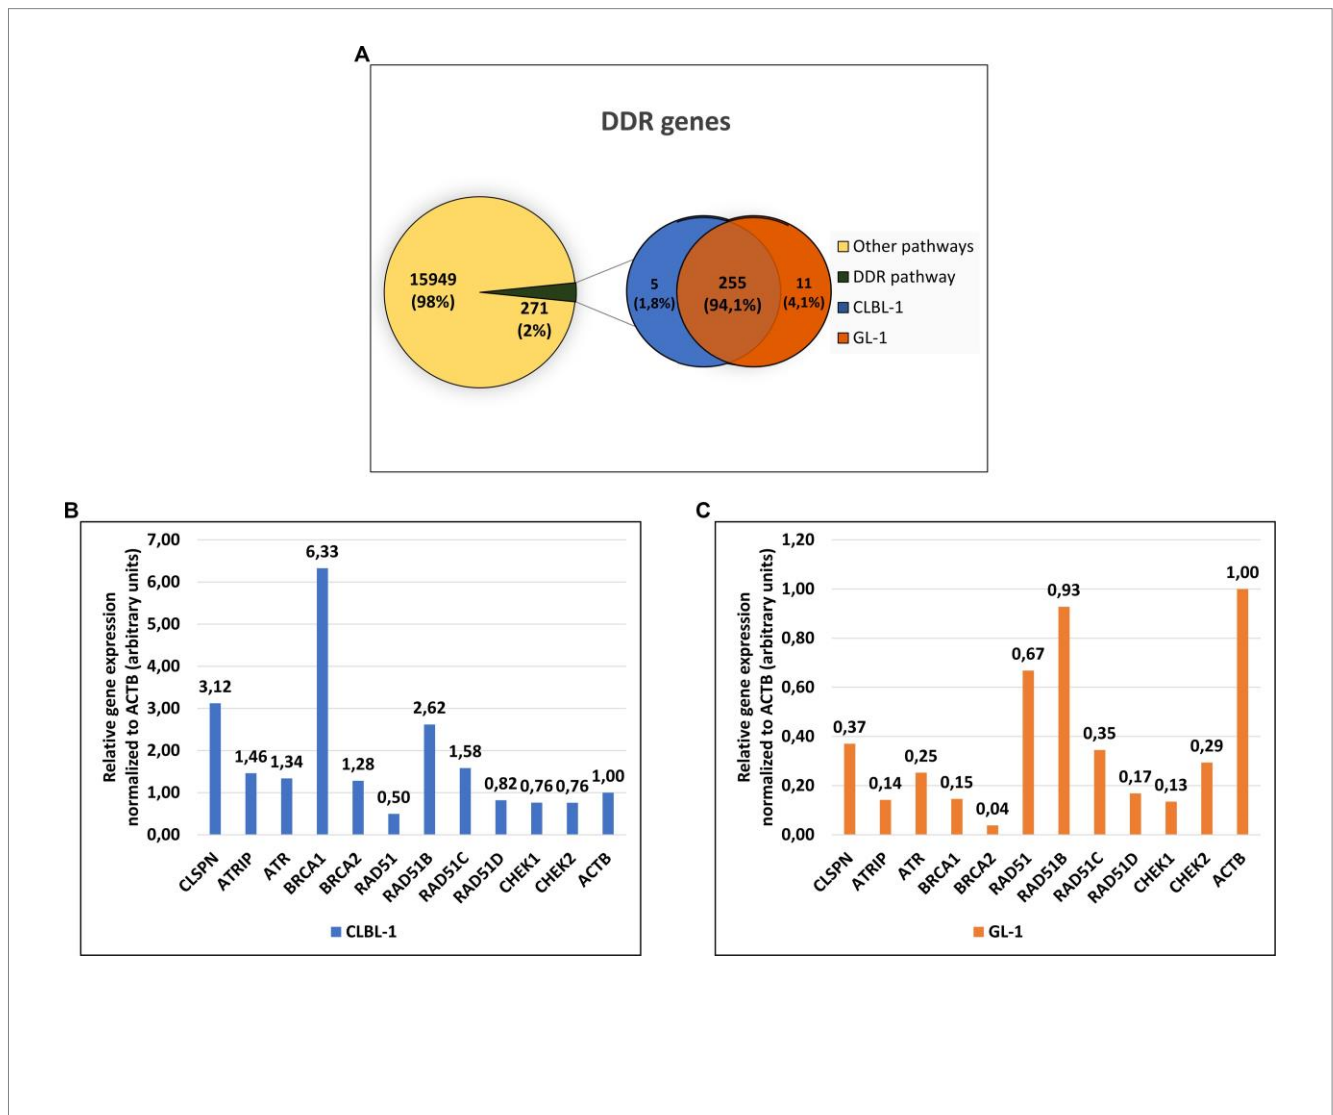 A
DDR genes
15949
(98%)
271
(2%)
5
(1,8%)
255
(94,1%)
11
(4,1%)
Other pathways
DDR pathway
CLBL-1
GL-1
B
Relative gene expression
normalized to ACTB (arbitrary units)
7,00
6,00
5,00
4,00
3,00
2,00
1,00
0,00
3,12
1,46
1,34
6,33
1,28
0,50
2,62
1,58
0,82
0,76
0,76
1,00
CLSPN
ATRIP
ATR
BRCA1
BRCA2
RAD51
RAD51B
RAD51C
RAD51D
CHEK1
CHEK2
ACTB
CLBL-1
C
Relative gene expression
normalized to ACTB (arbitrary units)
1,20
1,00
0,80
0,60
0,40
0,20
0,00
0,37
0,14
0,25
0,15
0,04
0,67
0,93
0,35
0,17
0,13
0,29
1,00
CLSPN
ATRIP
ATR
BRCA1
BRCA2
RAD51
RAD51B
RAD51C
RAD51D
CHEK1
CHEK2
ACTB
GL-1